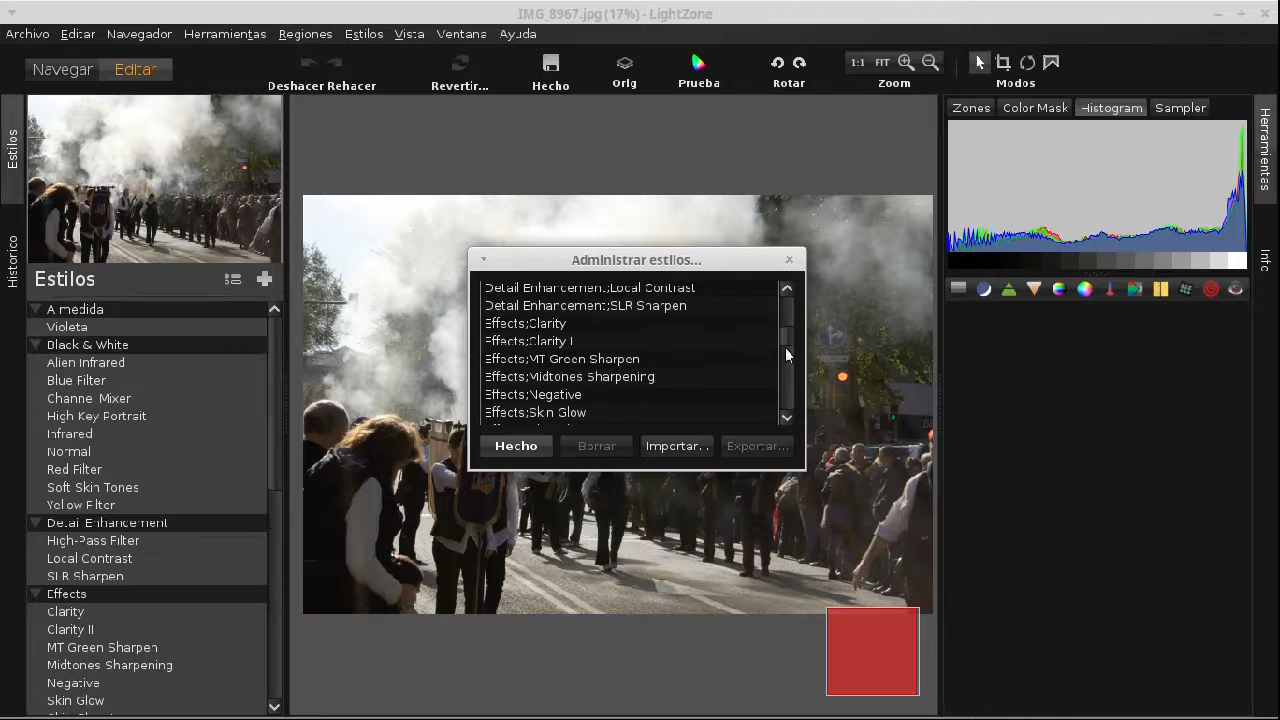 IMG_8967.jpg (17%) - LightZone
Archivo Editar Navegador Herramientas Regiones Estilos Vista Ventana Ayuda
Navegar Editar
Deshacer Rehacer Revertir... Hecho Orig Prueba Rotar
1:1 FIT
Zoom Modos
Estilos
Historico
Estilos
A medida
Violeta
Black & White
Alien Infrared
Blue Filter
Channel Mixer
High Key Portrait
Infrared
Normal
Red Filter
Soft Skin Tones
Yellow Filter
Detail Enhancement
High-Pass Filter
Local Contrast
SLR Sharpen
Effects
Clarity
Clarity II
MT Green Sharpen
Midtones Sharpening
Negative
Skin Glow
Administrar estilos...
Detail Enhancement;Local Contrast
Detail Enhancement;SLR Sharpen
Effects;Clarity
Effects;Clarity I
Effects;MT Green Sharpen
Effects;Midtones Sharpening
Effects;Negative
Effects;Skin Glow
Hecho Borrar Importar... Exportar...
Zones Color Mask Histogram Sampler
Herramientas
Info